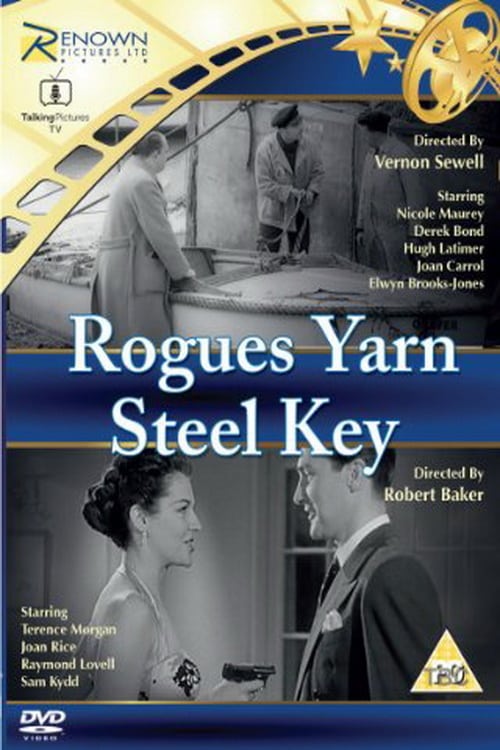 RENOWN
PICTURES LTD
TalkingPictures
TV
Directed By
Vernon Sewell
Starring
Nicole Maurey
Derek Bond
Hugh Latimer
Joan Carrol
Elwyn Brooks-Jones
Rogues Yarn
Steel Key
Directed By
Robert Baker
Starring
Terence Morgan
Joan Rice
Raymond Lovell
Sam Kydd
TBC
DVD
VIDEO